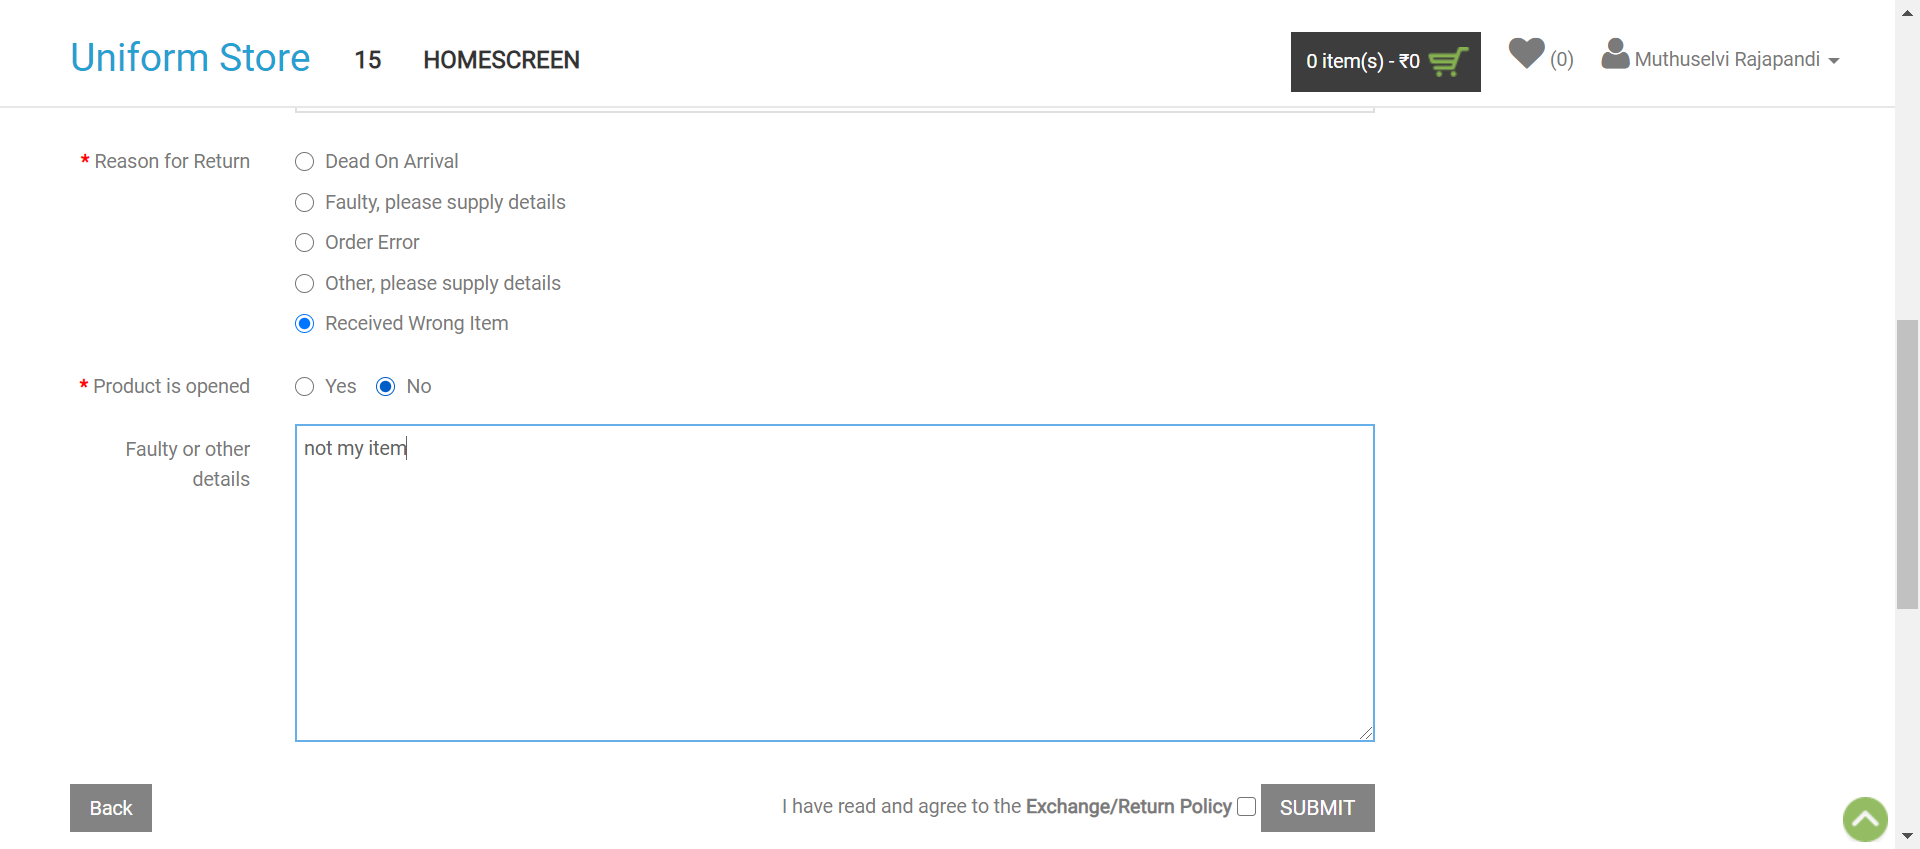 Uniform Store 15 HOMESCREEN 0 item(s) - ₹0 (0) Muthuselvi Rajapandi
* Reason for Return
Dead On Arrival
Faulty, please supply details
Order Error
Other, please supply details
Received Wrong Item
* Product is opened Yes No
Faulty or other
details
not my item
Back I have read and agree to the Exchange/Return Policy SUBMIT